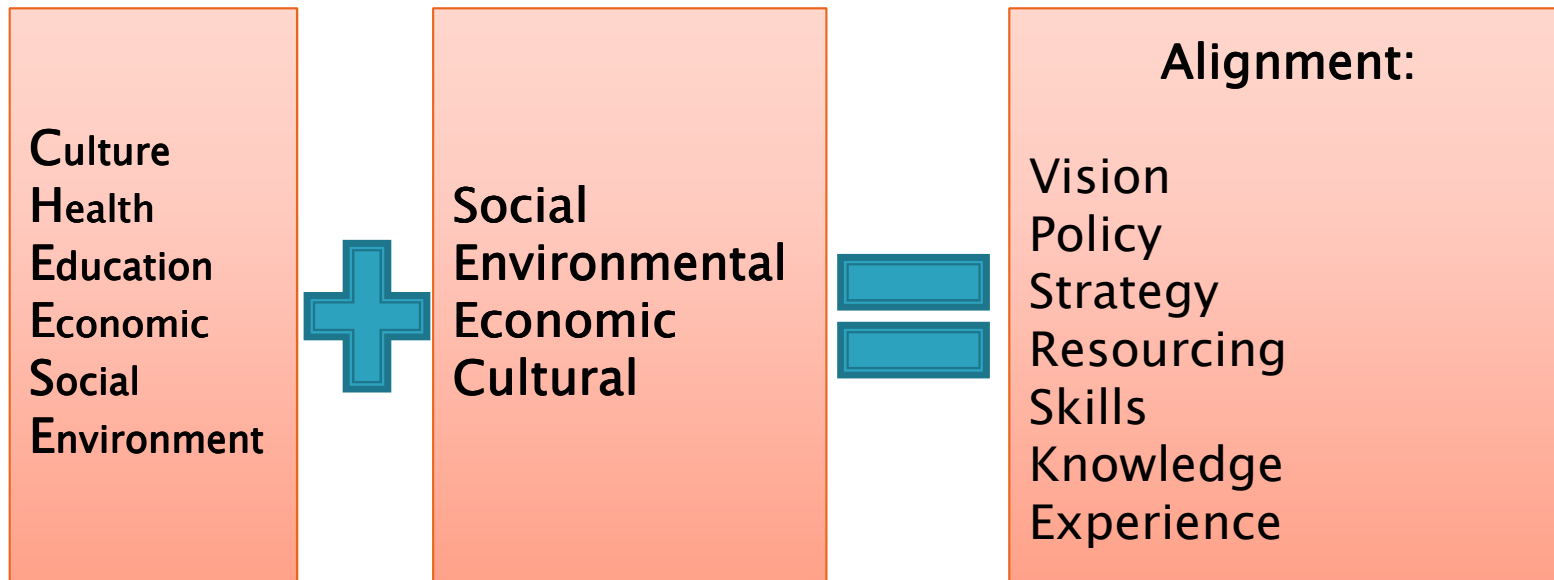 Culture
Health
Education
Economic
Social
Environment
Social
Environmental
Economic
Cultural
Alignment:
Vision
Policy
Strategy
Resourcing
Skills
Knowledge
Experience